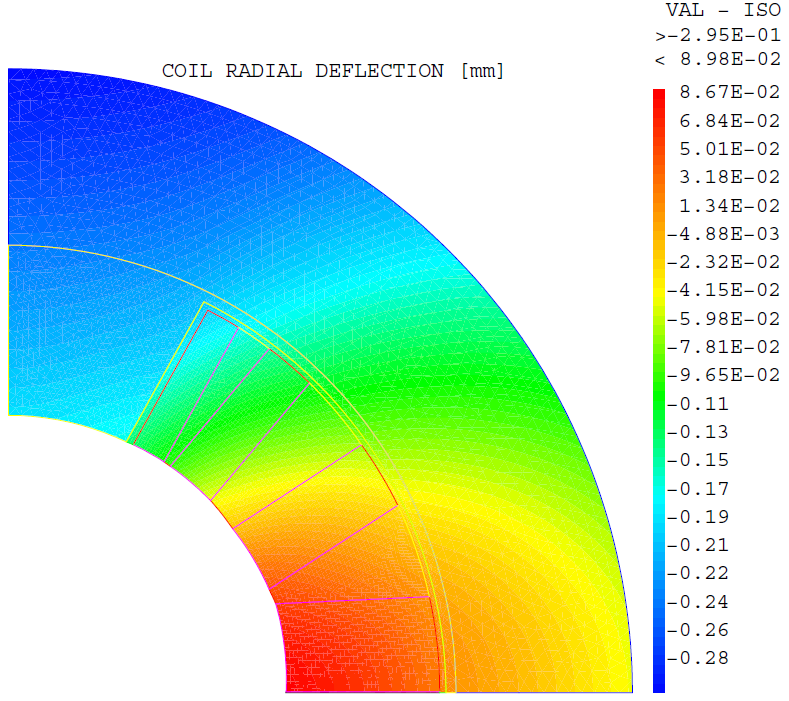 VAL - ISO
>-2.95E-01
< 8.98E-02
COIL RADIAL DEFLECTION [mm]
8.67E-02
6.84E-02
5.01E-02
3.18E-02
1.34E-02
-4.88E-03
-2.32E-02
-4.15E-02
-5.98E-02
-7.81E-02
-9.65E-02
-0.11
-0.13
-0.15
-0.17
-0.19
-0.21
-0.22
-0.24
-0.26
-0.28